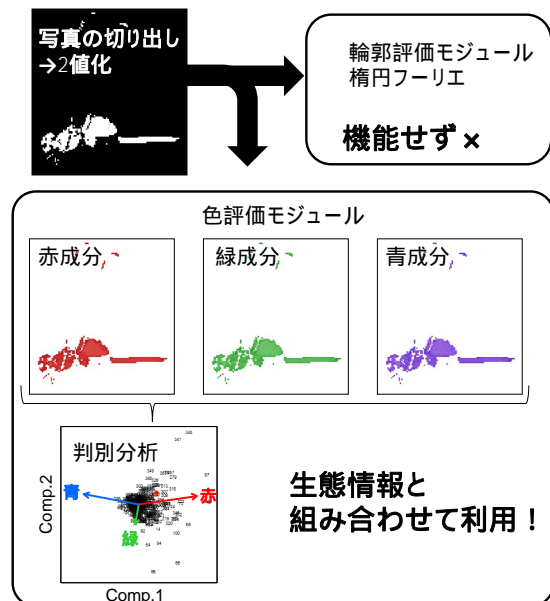 写真の切り出し
→2値化
輪郭評価モジュール
楕円フーリエ
機能せず×
色評価モジュール
赤成分
緑成分
青成分
判別分析
青
赤
緑
Comp.2
Comp.1
生態情報と
組み合わせて利用！